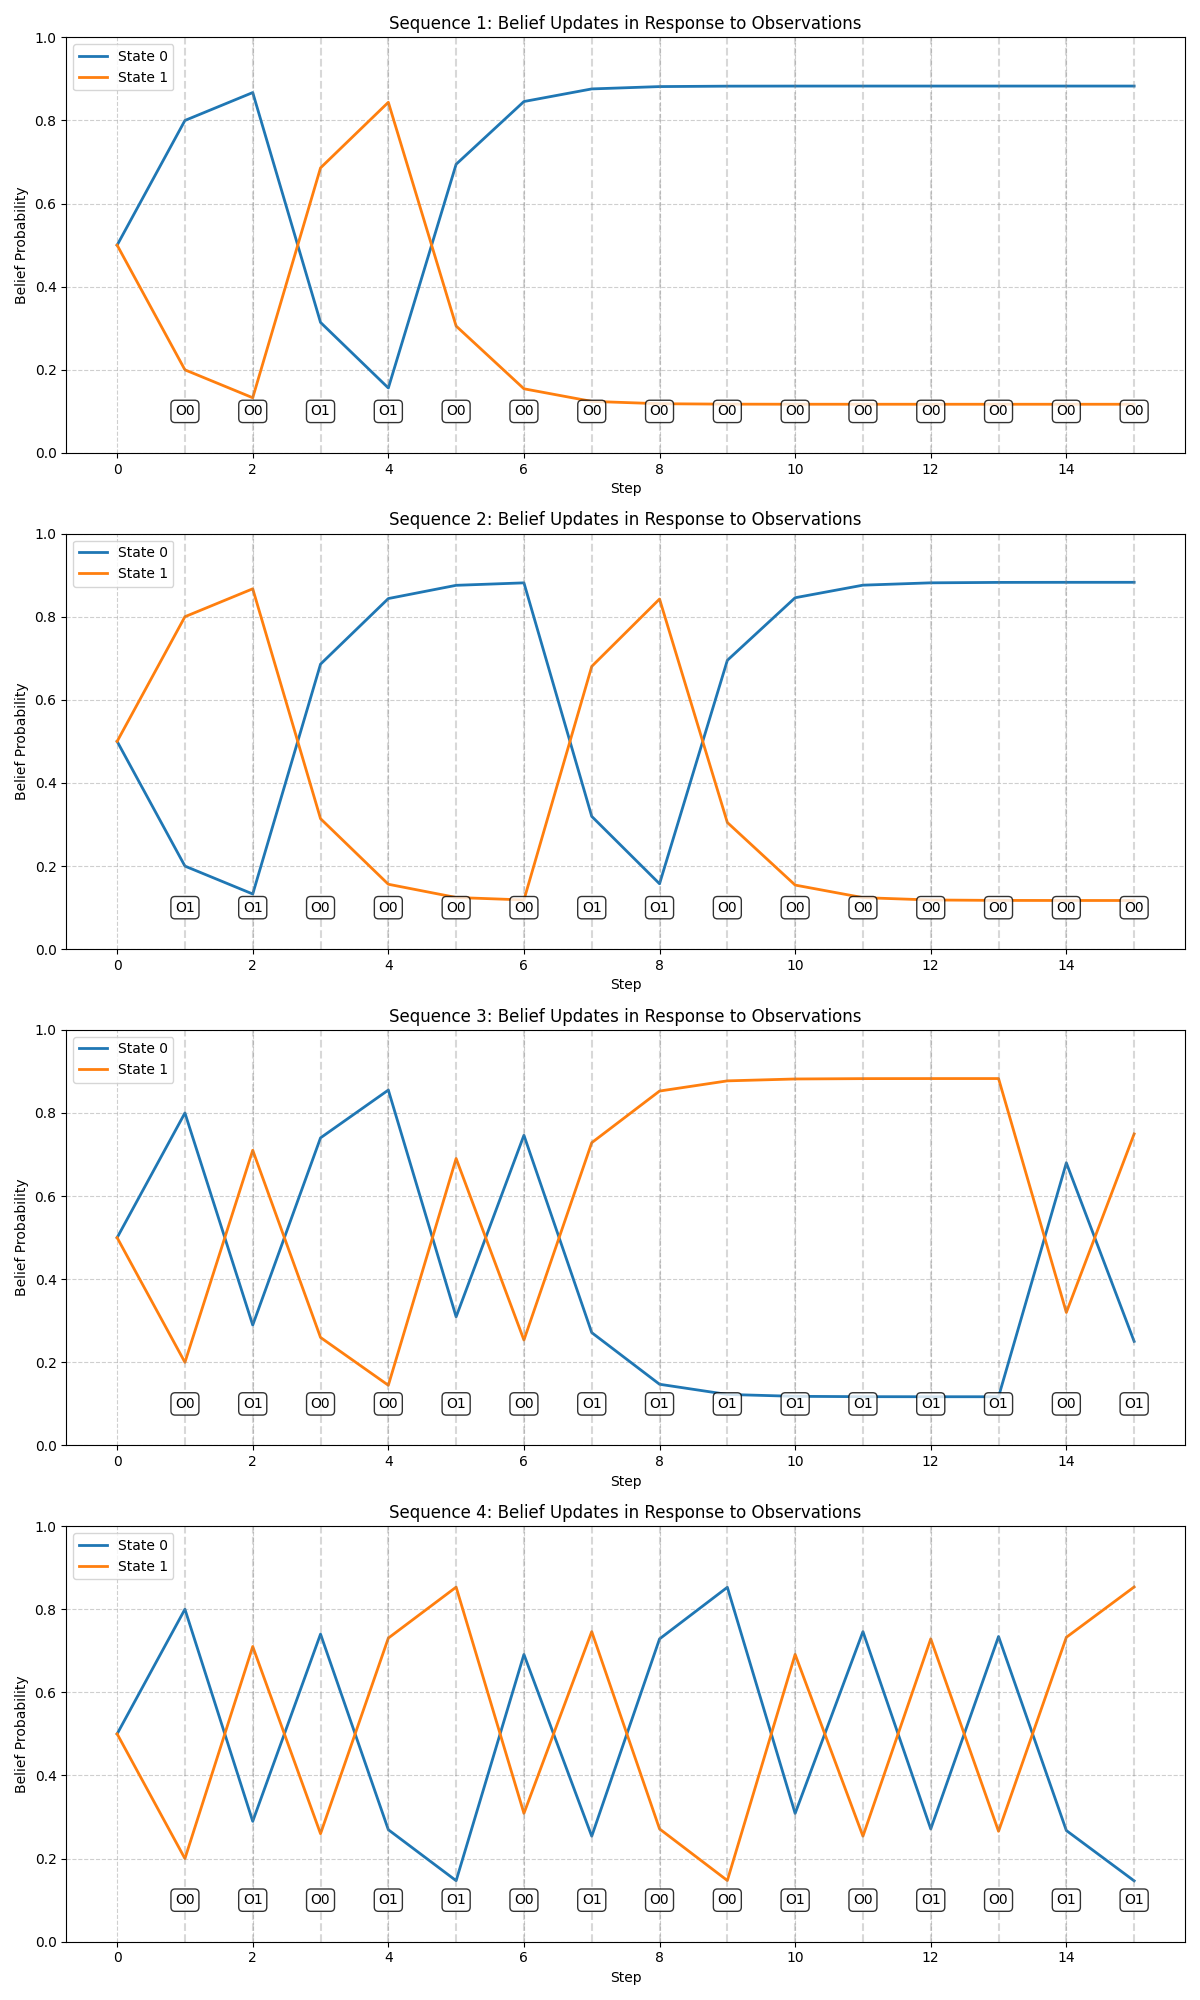 Sequence 1: Belief Updates in Response to Observations
1.0
State 0
State 1
0.8
0.6
Belief Probability
0.4
0.2
O0 O0 O1 O1 O0 O0 O0 O0 O0 O0 O0 O0 O0 O0 O0
0.0
0 2 4 6 8 10 12 14
Step
Sequence 2: Belief Updates in Response to Observations
1.0
State 0
State 1
0.8
0.6
Belief Probability
0.4
0.2
O1 O1 O0 O0 O0 O0 O1 O1 O0 O0 O0 O0 O0 O0 O0
0.0
0 2 4 6 8 10 12 14
Step
Sequence 3: Belief Updates in Response to Observations
1.0
State 0
State 1
0.8
0.6
Belief Probability
0.4
0.2
O0 O1 O0 O0 O1 O0 O1 O1 O1 O1 O1 O1 O1 O0 O1
0.0
0 2 4 6 8 10 12 14
Step
Sequence 4: Belief Updates in Response to Observations
1.0
State 0
State 1
0.8
0.6
Belief Probability
0.4
0.2
O0 O1 O0 O1 O1 O0 O1 O0 O0 O1 O0 O1 O0 O1 O1
0.0
0 2 4 6 8 10 12 14
Step